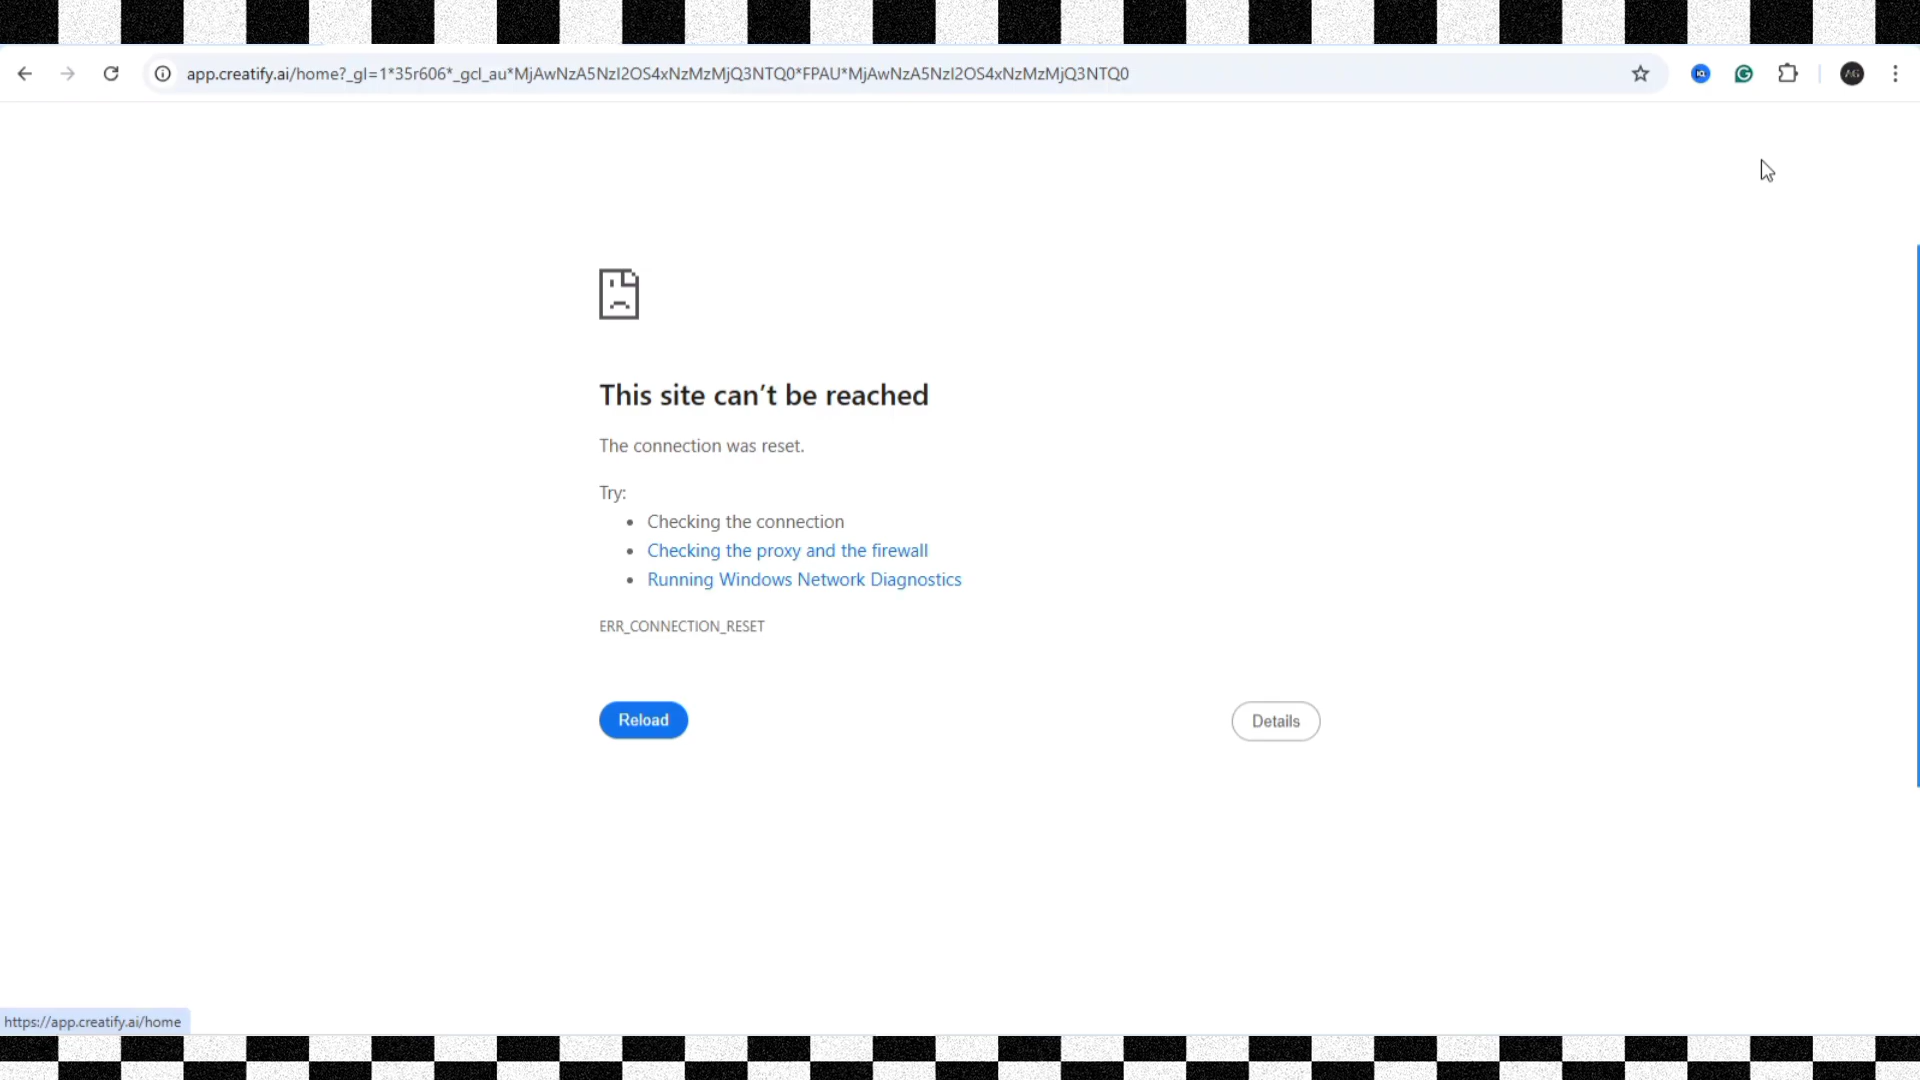 app.creatify.ai/home?_gl=1*35r606*_gcl_au*MjAwNzA5NzI2OS4xNzMzMjQ3NTQ0*FPAU*MjAwNzA5NzI2OS4xNzMzMjQ3NTQ0
AG
This site can’t be reached
The connection was reset.
Try:
• Checking the connection
• Checking the proxy and the firewall
• Running Windows Network Diagnostics
ERR_CONNECTION_RESET
Reload
Details
https://app.creatify.ai/home